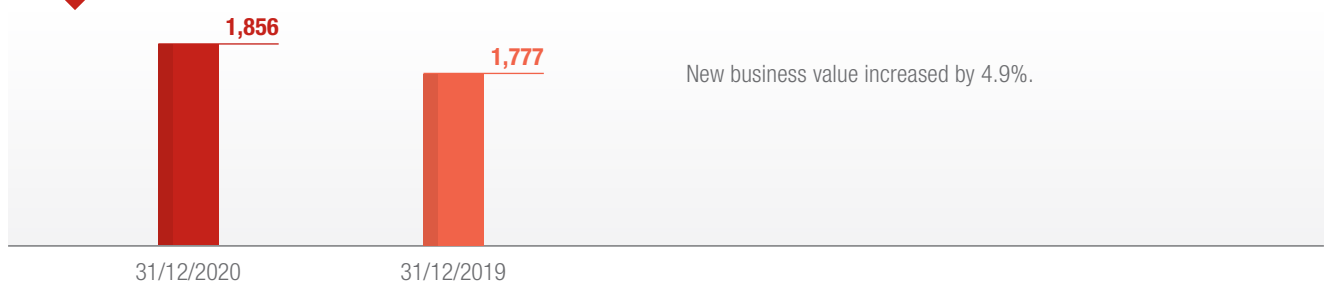 1,856
1,777
New business value increased by 4.9%.
31/12/2020
31/12/2019